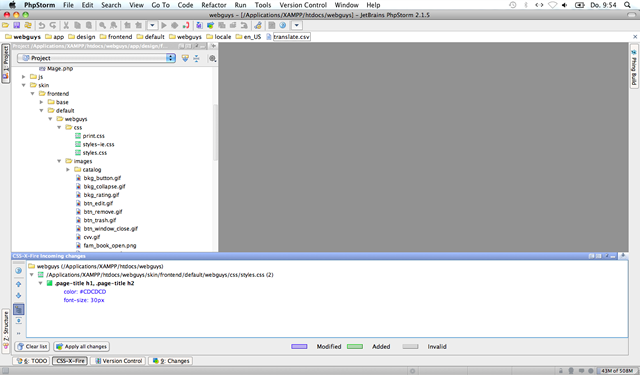 PhpStorm File Edit Search View Go To Code Refactor Run Tools Version Control Window Help Do. 9:54
webguys - [/Applications/XAMPP/htdocs/webguys] - JetBrains PhpStorm 2.1.5
webguys app design frontend default webguys locale en_US translate.csv
1: Project
Project
Phing Build
Project
Mage.php
js
skin
frontend
base
default
webguys
css
print.css
styles-ie.css
styles.css
images
catalog
bkg_button.gif
bkg_collapse.gif
bkg_rating.gif
btn_edit.gif
btn_remove.gif
btn_trash.gif
btn_window_close.gif
cvv.gif
fam_book_open.png
CSS-X-Fire Incoming changes
webguys (/Applications/XAMPP/htdocs/webguys)
/Applications/XAMPP/htdocs/webguys/skin/frontend/default/webguys/css/styles.css (2)
.page-title h1, .page-title h2
color: #CDCDCD
font-size: 30px
7: Structure
Clear list Apply all changes Modified Added Invalid
6: TODO CSS-X-Fire Version Control 9: Changes
43M of 508M